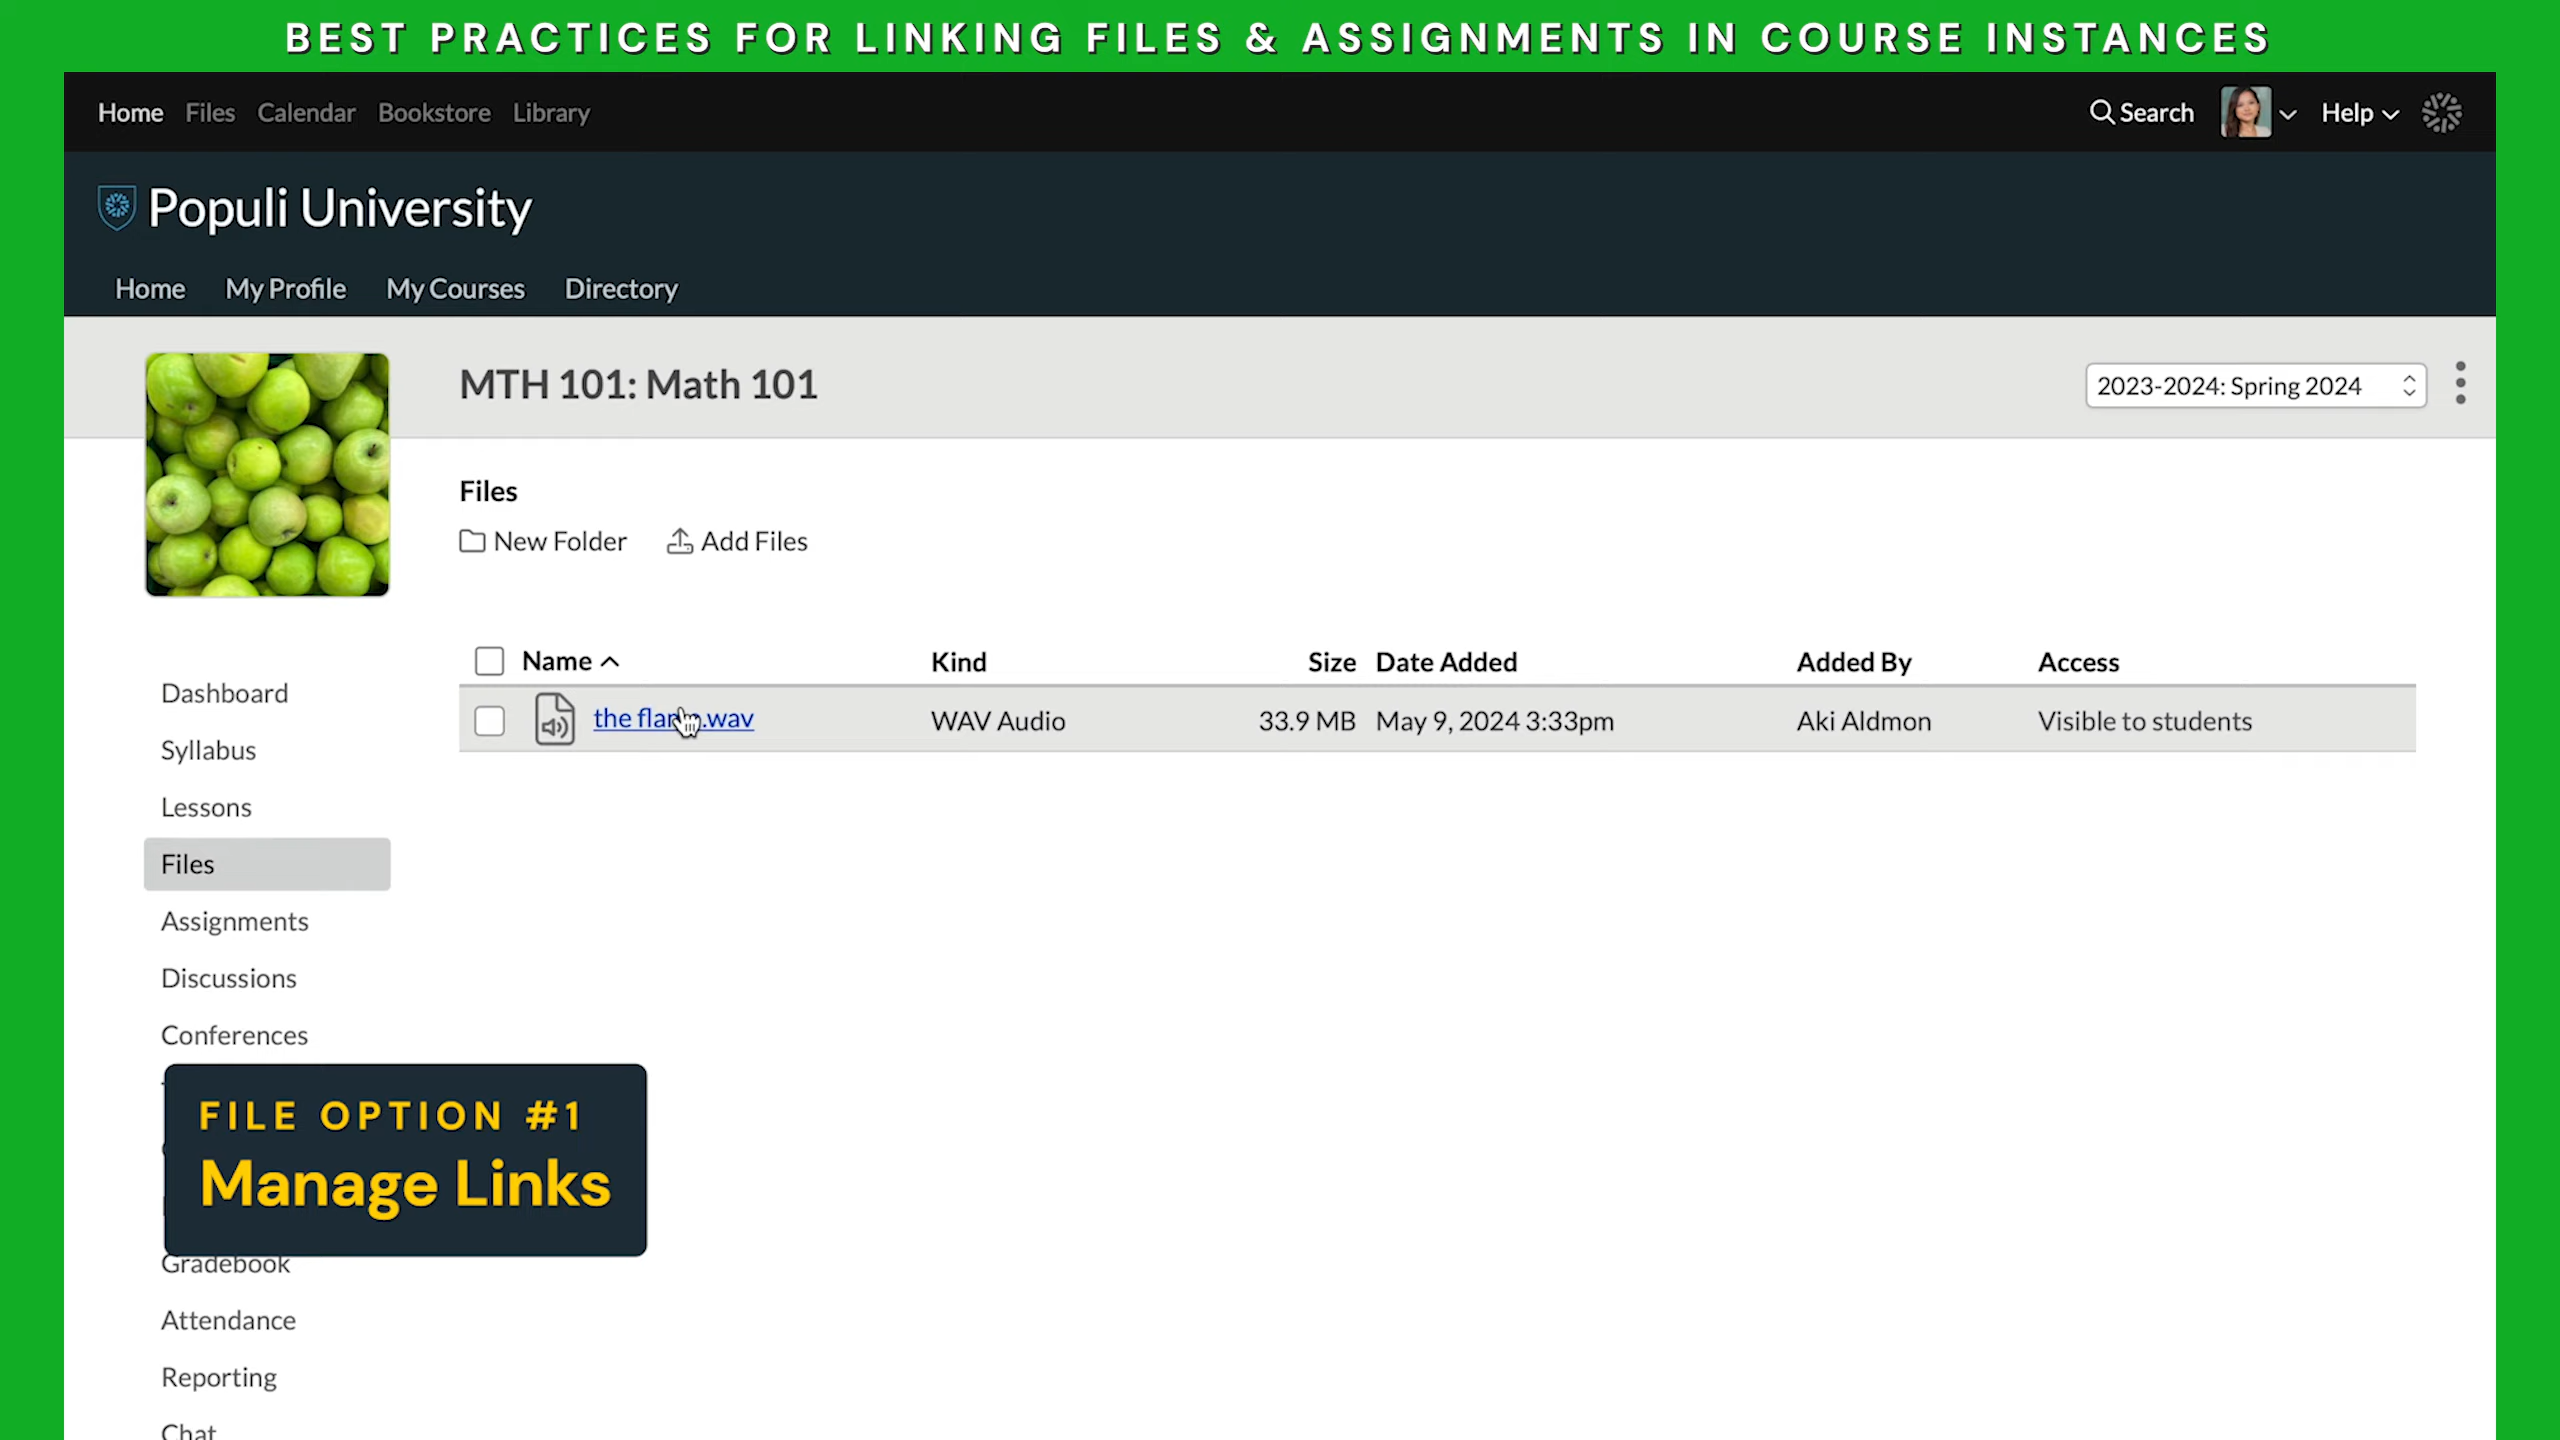 BEST PRACTICES FOR LINKING FILES & ASSIGNMENTS IN COURSE INSTANCES
Home Files Calendar Bookstore Library
Search Help
Populi University
Home My Profile My Courses Directory
MTH 101: Math 101
2023-2024: Spring 2024
Files
New Folder Add Files
Name Kind Size Date Added Added By Access
.wav WAV Audio 33.9 MB May 9, 2024 3:33pm Aki Aldmon Visible to students
Dashboard
Syllabus
Lessons
Files
Assignments
Discussions
Conferences
FILE OPTION #1
Manage Links
Gradebook
Attendance
Reporting
Chat